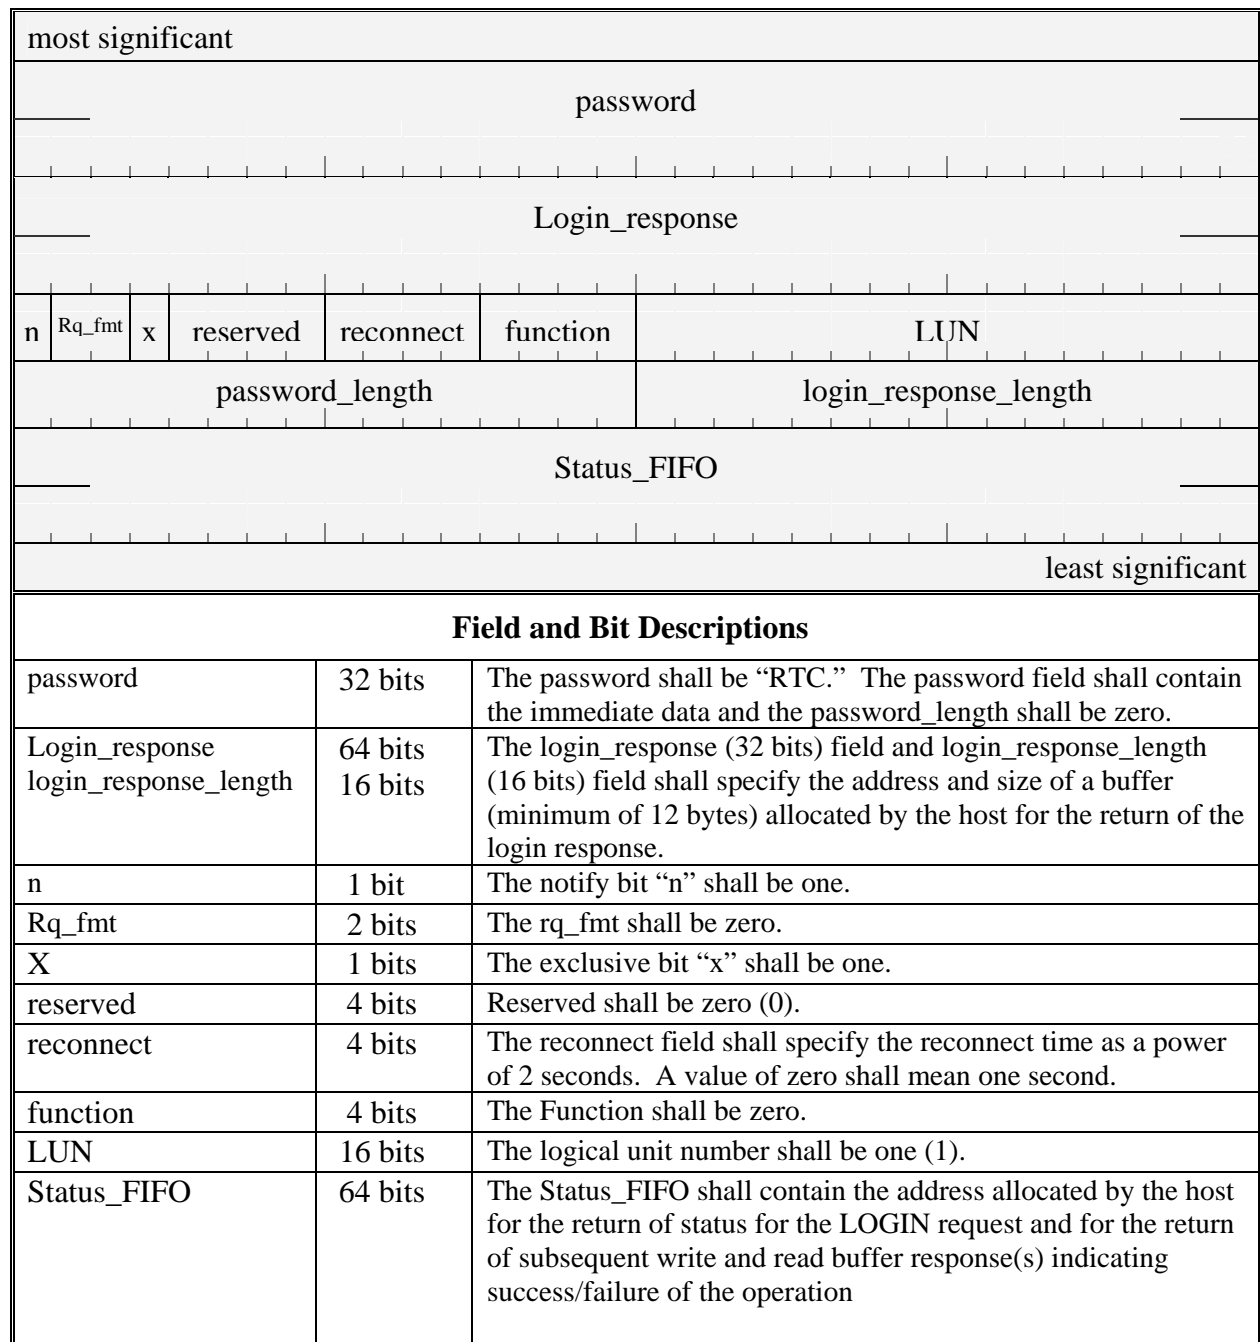 most significant
password
Login_response
n Rq_fmt x reserved reconnect function LUN
password_length login_response_length
Status_FIFO
least significant
Field and Bit Descriptions
password 32 bits The password shall be “RTC.” The password field shall contain
the immediate data and the password_length shall be zero.
Login_response 64 bits The login_response (32 bits) field and login_response_length
login_response_length 16 bits (16 bits) field shall specify the address and size of a buffer
(minimum of 12 bytes) allocated by the host for the return of the
login response.
n 1 bit The notify bit “n” shall be one.
Rq_fmt 2 bits The rq_fmt shall be zero.
X 1 bits The exclusive bit “x” shall be one.
reserved 4 bits Reserved shall be zero (0).
reconnect 4 bits The reconnect field shall specify the reconnect time as a power
of 2 seconds. A value of zero shall mean one second.
function 4 bits The Function shall be zero.
LUN 16 bits The logical unit number shall be one (1).
Status_FIFO 64 bits The Status_FIFO shall contain the address allocated by the host
for the return of status for the LOGIN request and for the return
of subsequent write and read buffer response(s) indicating
success/failure of the operation